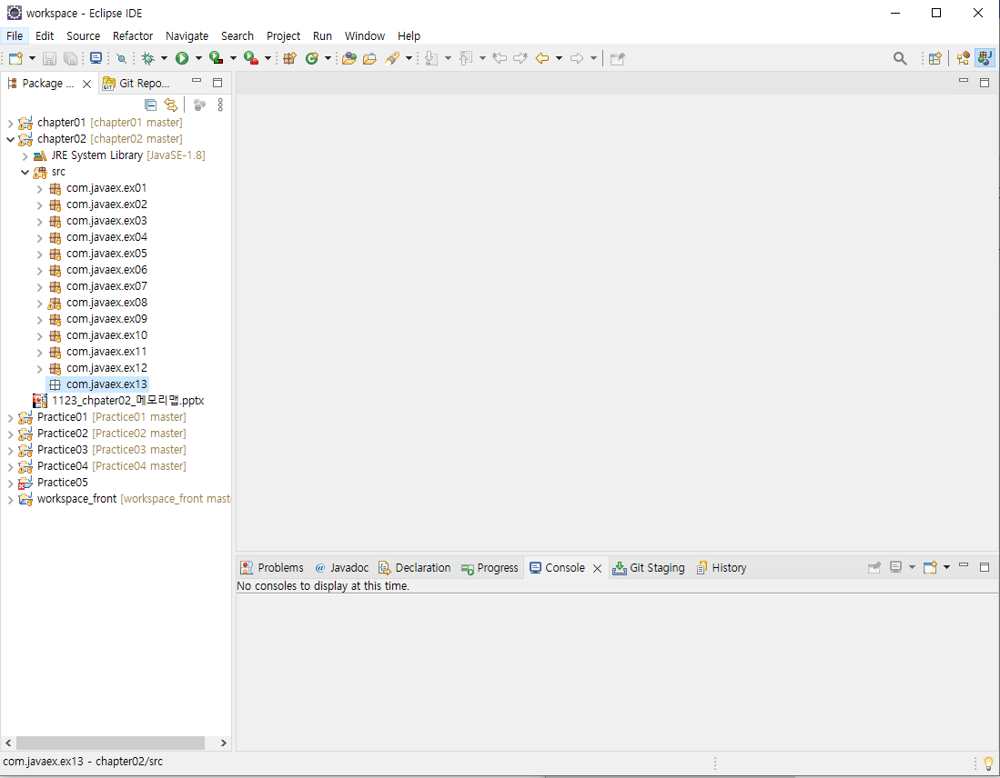 workspace - Eclipse IDE
File Edit Source Refactor Navigate Search Project Run Window Help
Package ... Git Repo...
chapter01 [chapter01 master]
chapter02 [chapter02 master]
JRE System Library [JavaSE-1.8]
src
com.javaex.ex01
com.javaex.ex02
com.javaex.ex03
com.javaex.ex04
com.javaex.ex05
com.javaex.ex06
com.javaex.ex07
com.javaex.ex08
com.javaex.ex09
com.javaex.ex10
com.javaex.ex11
com.javaex.ex12
com.javaex.ex13
1123_chpater02_메모리맵.pptx
Practice01 [Practice01 master]
Practice02 [Practice02 master]
Practice03 [Practice03 master]
Practice04 [Practice04 master]
Practice05
workspace_front [workspace_front mast
Problems @ Javadoc Declaration Progress Console Git Staging History
No consoles to display at this time.
com.javaex.ex13 - chapter02/src